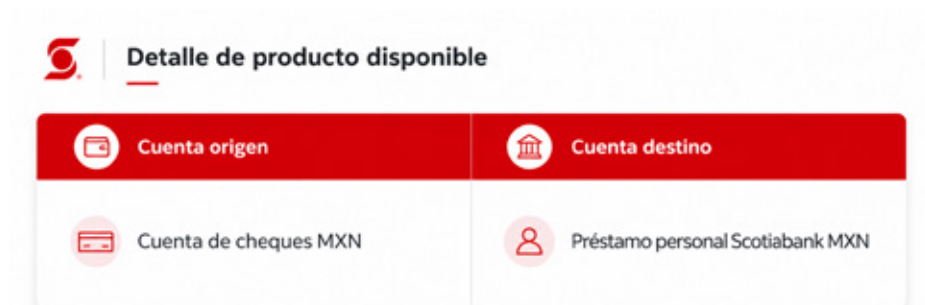 Detalle de producto disponible
Cuenta origen
Cuenta destino
Cuenta de cheques MXN
Préstamo personal Scotiabank MXN